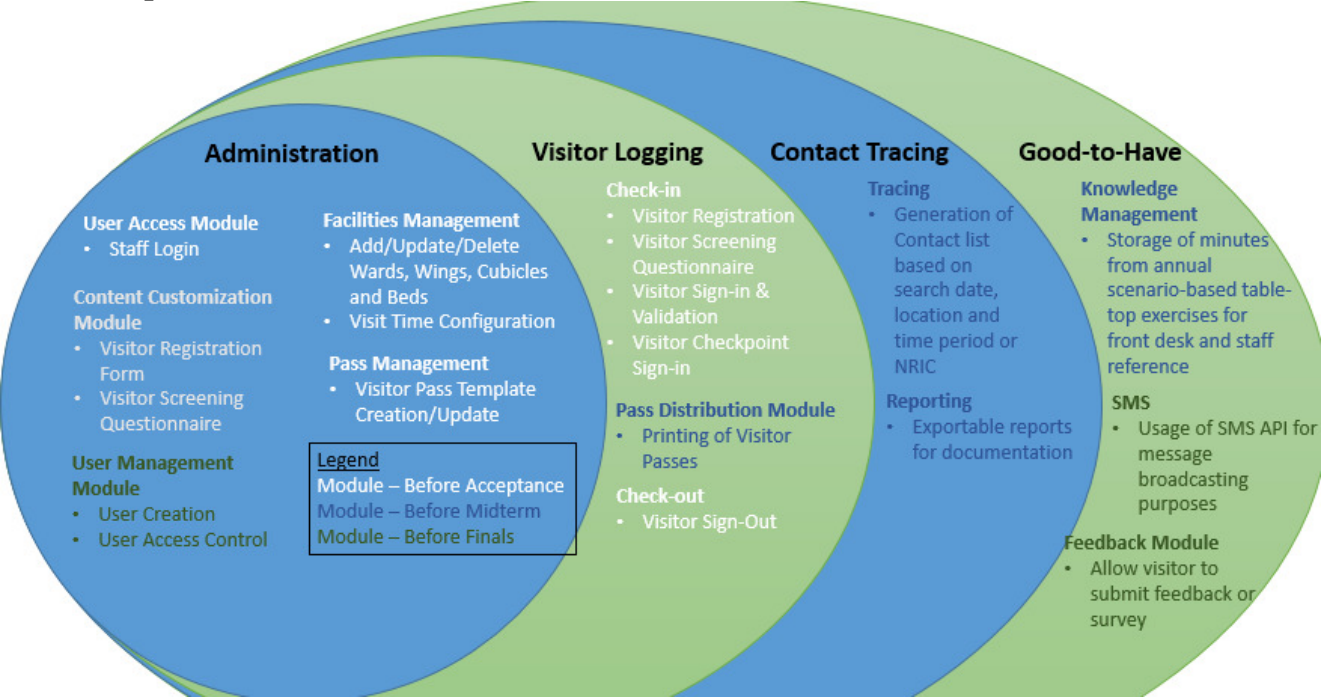 Administration
User Access Module
• Staff Login
Content Customization
Module
• Visitor Registration
Form
• Visitor Screening
Questionnaire
User Management
Module
• User Creation
• User Access Control
Facilities Management
• Add/Update/Delete
Wards, Wings, Cubicles
and Beds
• Visit Time Configuration
Pass Management
• Visitor Pass Template
Creation/Update
Legend
Module – Before Acceptance
Module – Before Midterm
Module – Before Finals
Visitor Logging
Check-in
• Visitor Registration
• Visitor Screening
Questionnaire
• Visitor Sign-in &
Validation
• Visitor Checkpoint
Sign-in
Pass Distribution Module
• Printing of Visitor
Passes
Check-out
• Visitor Sign-Out
Contact Tracing
Tracing
• Generation of
Contact list
based on
search date,
location and
time period or
NRIC
Reporting
• Exportable reports
for documentation
Good-to-Have
Knowledge
Management
• Storage of minutes
from annual
scenario-based table-
top exercises for
front desk and staff
reference
SMS
• Usage of SMS API for
message
broadcasting
purposes
Feedback Module
• Allow visitor to
submit feedback or
survey